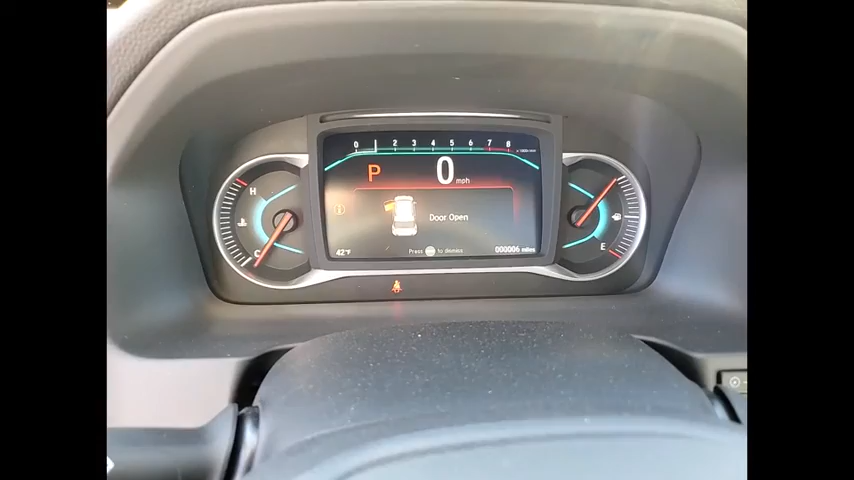 0 1 2 3 4 5 6 7 8
x 1000r/min
P 0 mph
H
C
E
Door Open
42°F
Press to dismiss
000006 miles